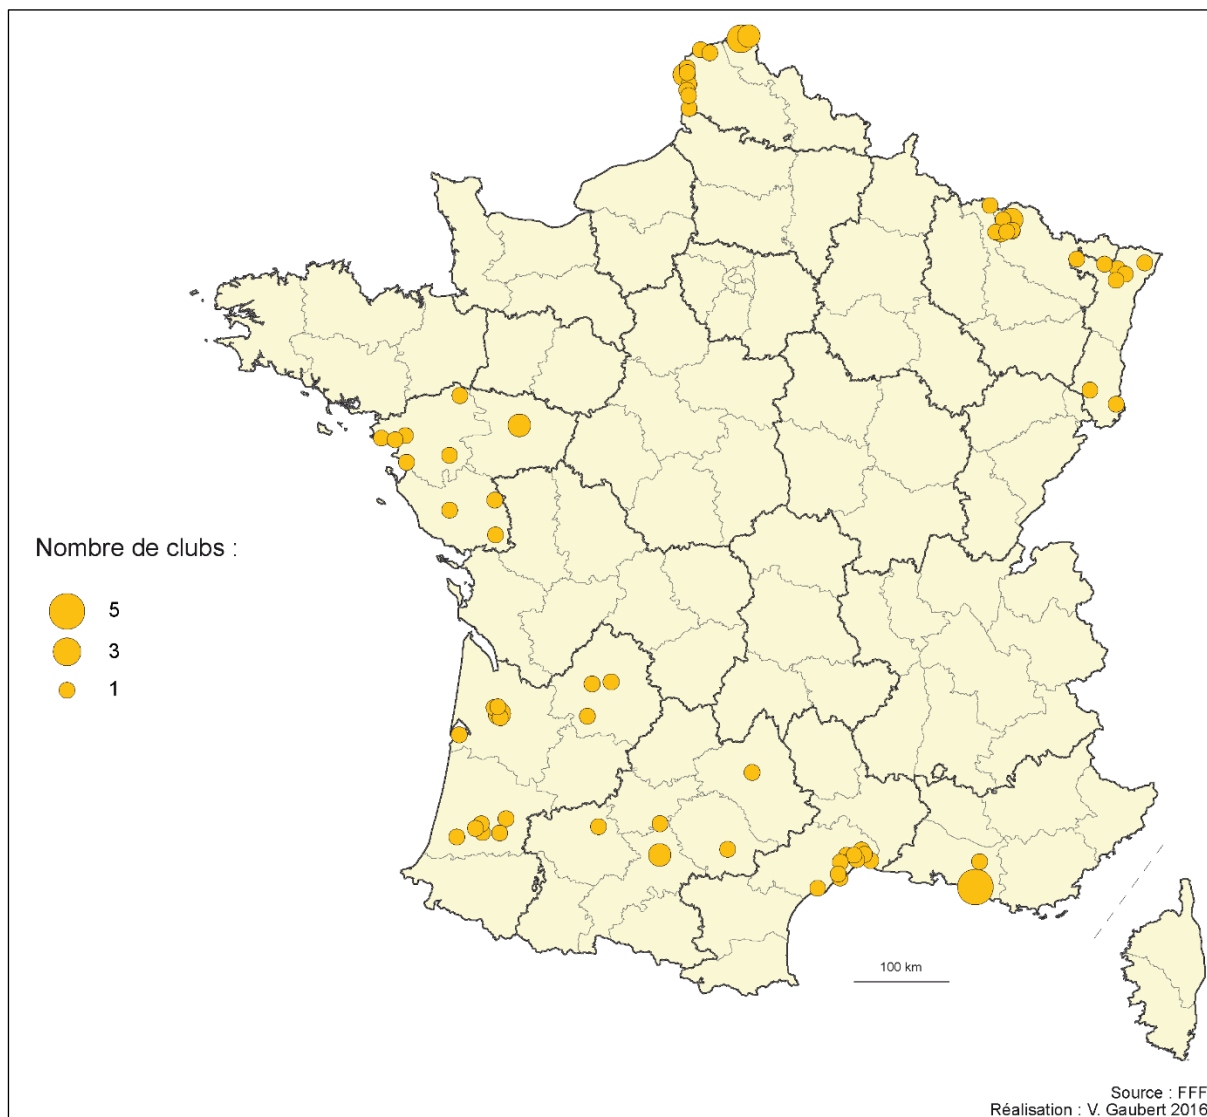 Nombre de clubs :
5
3
1
100 km
Source : FFF
Réalisation : V. Gaubert 2016